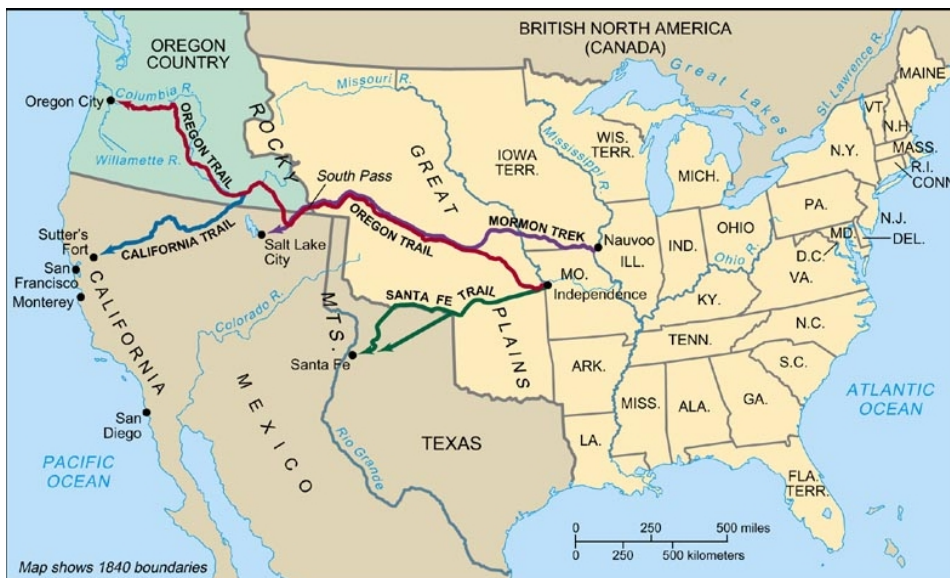 BRITISH NORTH AMERICA
(CANADA)
OREGON
COUNTRY
Columbia R.
Oregon City
OREGON TRAIL
Willamette R.
ROCKY
MTS.
Missouri R.
GREAT
PLAINS
Great Lakes
St. Lawrence R.
MAINE
VT.
N.H.
MASS.
R.I.
CONN.
N.Y.
WIS.
TERR.
IOWA
TERR.
Mississippi R.
MICH.
PA.
N.J.
South Pass
OREGON TRAIL
MORMON TREK
Nauvoo
ILL.
IND.
OHIO
Ohio R.
MD.
DEL.
D.C.
VA.
CALIFORNIA TRAIL
Salt Lake
City
Sutter's
Fort
San
Francisco
Monterey
CALIFORNIA
MO.
Independence
KY.
SANTA FE TRAIL
Colorado R.
N.C.
TENN.
Santa Fe
ARK.
S.C.
MEXICO
MISS.
ALA.
GA.
ATLANTIC
OCEAN
San
Diego
TEXAS
LA.
Rio Grande
PACIFIC
OCEAN
FLA.
TERR.
0 250 500 miles
0 250 500 kilometers
Map shows 1840 boundaries